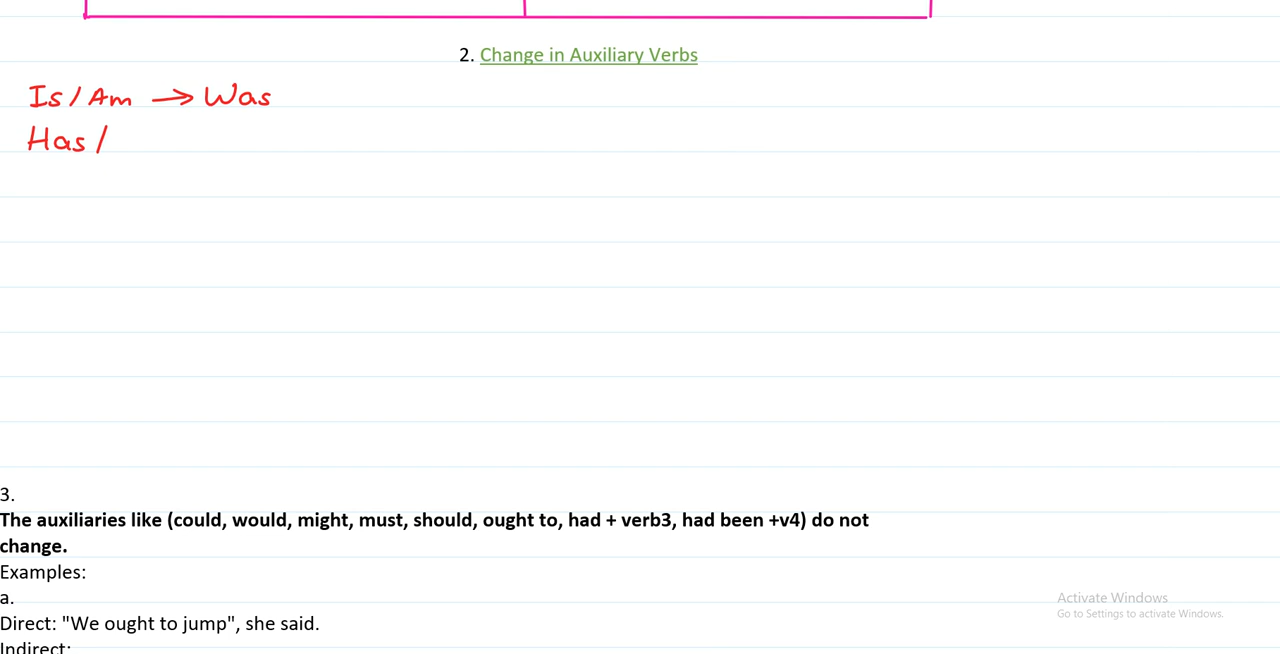 2. Change in Auxiliary Verbs
Is / Am → Was
Has /
3.
The auxiliaries like (could, would, might, must, should, ought to, had + verb3, had been +v4) do not
change.
Examples:
a.
Direct: "We ought to jump", she said.
Indirect:
Activate Windows
Go to Settings to activate Windows.